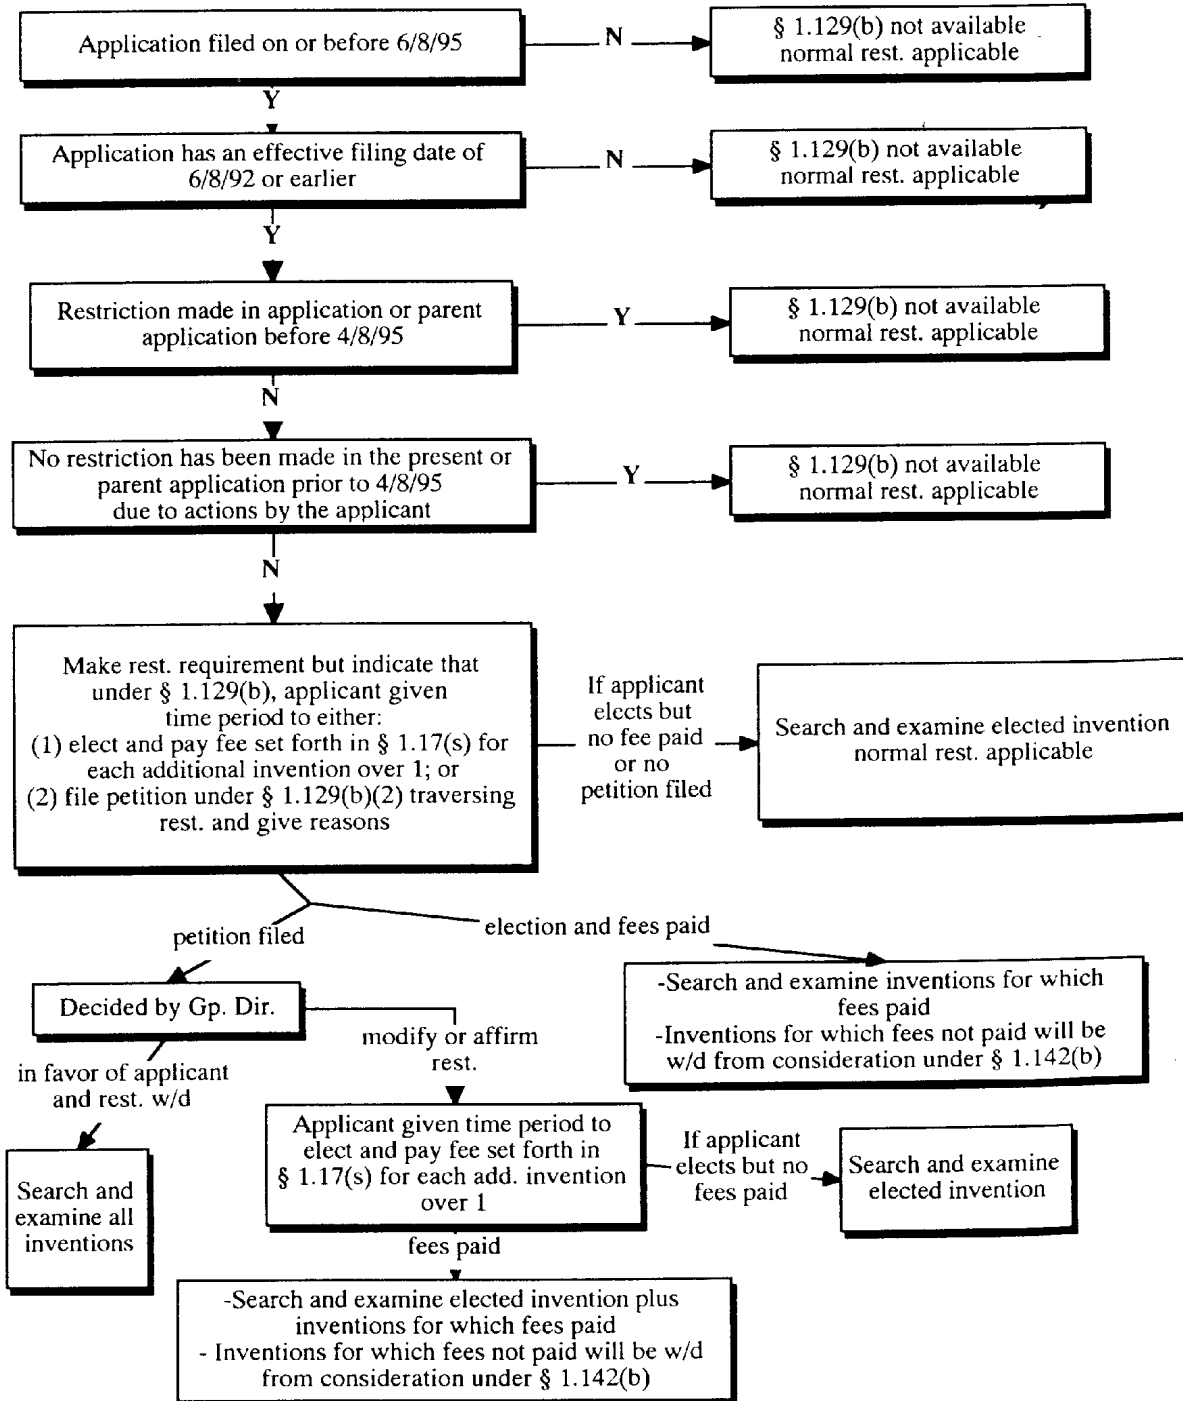 Application filed on or before 6/8/95
N
§ 1.129(b) not available
normal rest. applicable
Y
Application has an effective filing date of
6/8/92 or earlier
N
§ 1.129(b) not available
normal rest. applicable
Y
Restriction made in application or parent
application before 4/8/95
Y
§ 1.129(b) not available
normal rest. applicable
N
No restriction has been made in the present or
parent application prior to 4/8/95
due to actions by the applicant
Y
§ 1.129(b) not available
normal rest. applicable
N
Make rest. requirement but indicate that
under § 1.129(b), applicant given
time period to either:
(1) elect and pay fee set forth in § 1.17(s) for
each additional invention over 1; or
(2) file petition under § 1.129(b)(2) traversing
rest. and give reasons
If applicant
elects but
no fee paid
or no
petition filed
Search and examine elected invention
normal rest. applicable
petition filed
election and fees paid
Decided by Gp. Dir.
-Search and examine inventions for which
fees paid
-Inventions for which fees not paid will be
w/d from consideration under § 1.142(b)
modify or affirm
rest.
in favor of applicant
and rest. w/d
Search and
examine all
inventions
Applicant given time period to
elect and pay fee set forth in
§ 1.17(s) for each add. invention
over 1
If applicant
elects but no
fees paid
Search and examine
elected invention
fees paid
-Search and examine elected invention plus
inventions for which fees paid
- Inventions for which fees not paid will be w/d
from consideration under § 1.142(b)